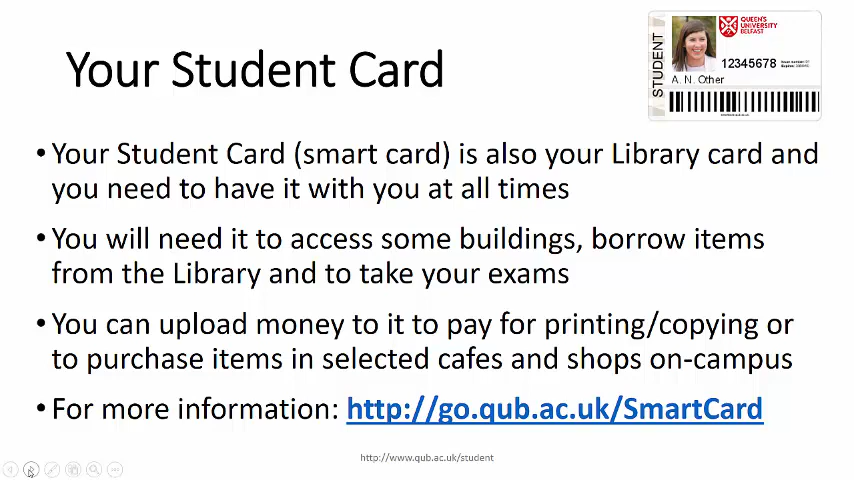 Your Student Card
QUEEN'S
UNIVERSITY
BELFAST
STUDENT
12345678
A. N. Other
• Your Student Card (smart card) is also your Library card and
you need to have it with you at all times
• You will need it to access some buildings, borrow items
from the Library and to take your exams
• You can upload money to it to pay for printing/copying or
to purchase items in selected cafes and shops on-campus
• For more information: http://go.qub.ac.uk/SmartCard
http://www.qub.ac.uk/student